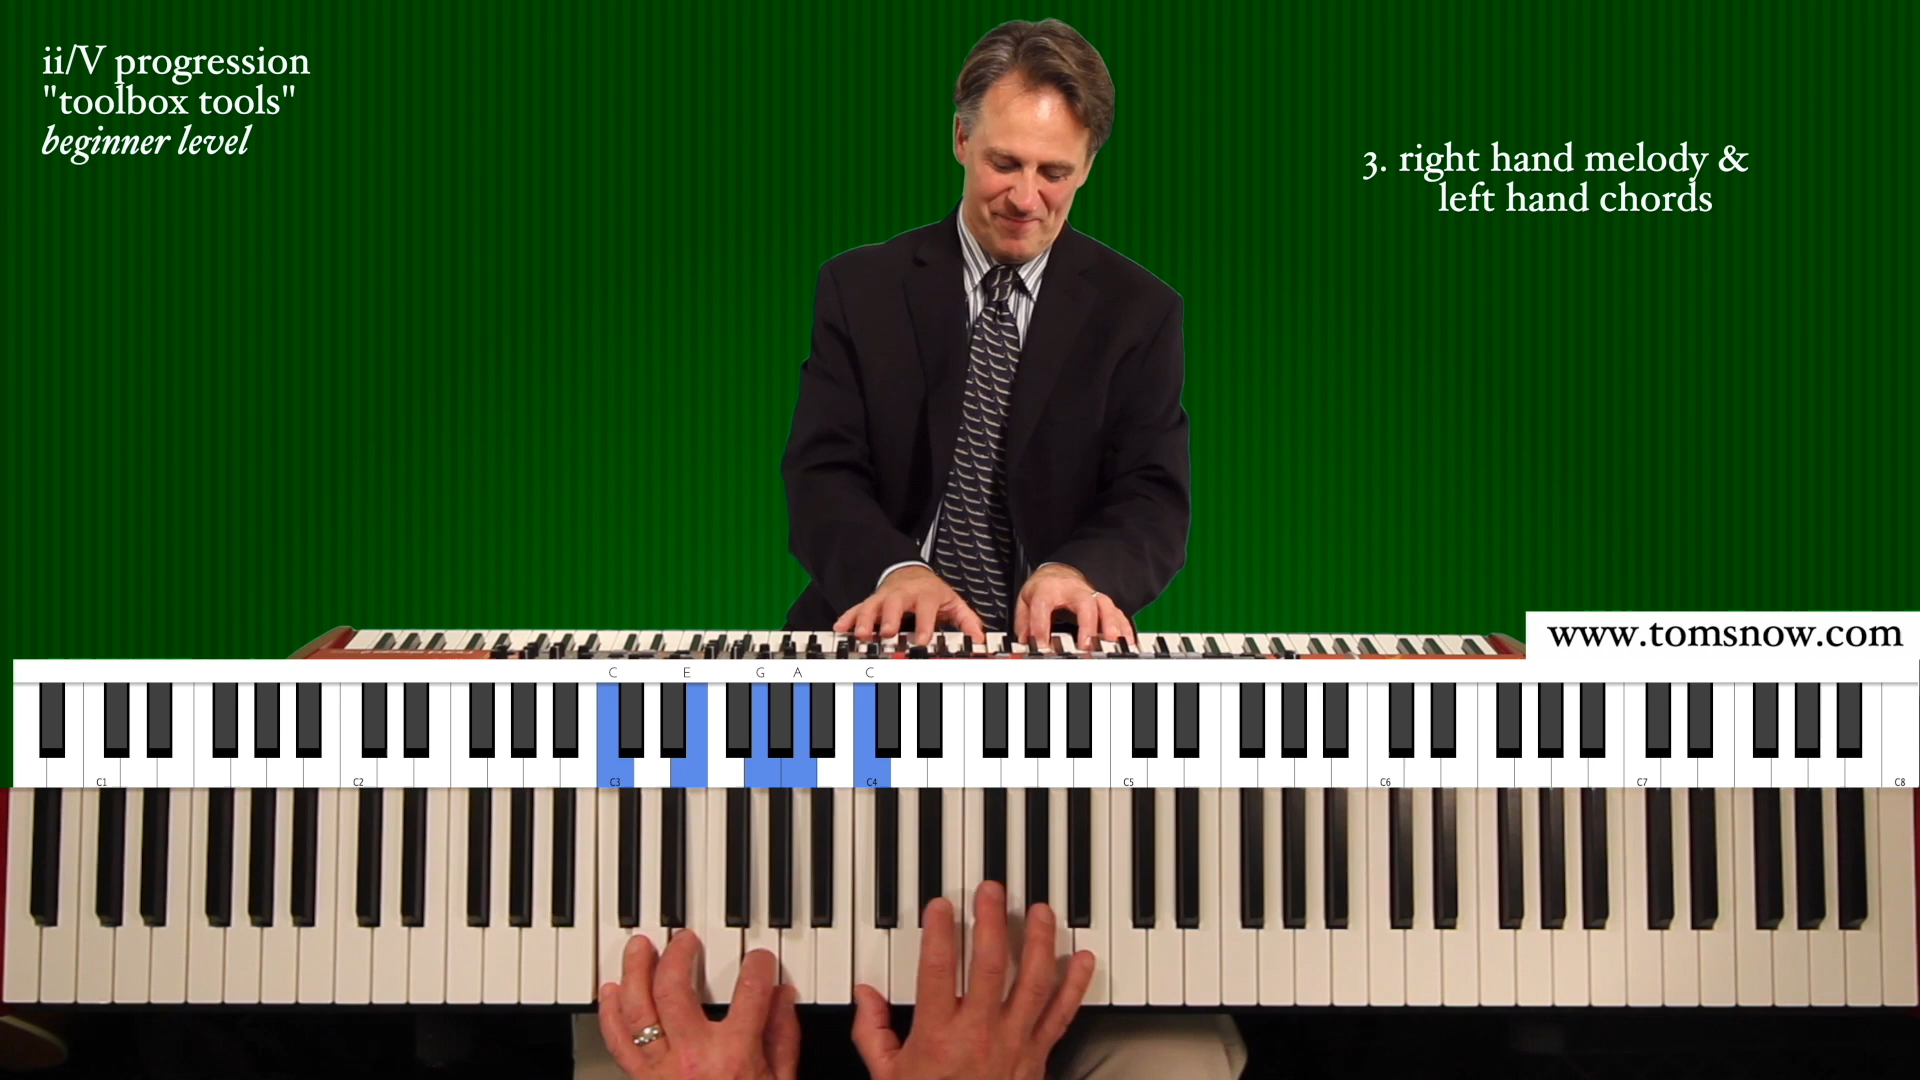 ii/V progression
"toolbox tools"
beginner level
3. right hand melody &
left hand chords
www.tomsnow.com
C E G A C
C1 C2 C3 C4 C5 C6 C7 C8